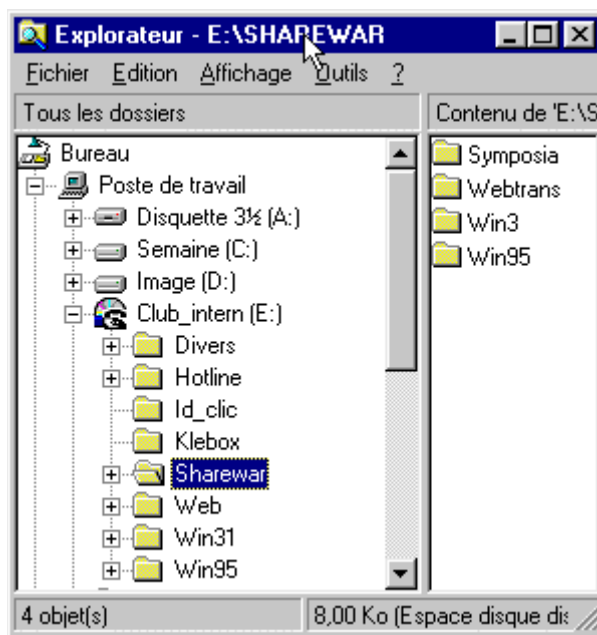 Explorateur - E:\SHAREWAR
Fichier Edition Affichage Outils ?
Tous les dossiers
Contenu de 'E:\S
Bureau
Poste de travail
Disquette 3½ (A:)
Semaine (C:)
Image (D:)
Club_intern (E:)
Divers
Hotline
Id_clic
Klebox
Sharewar
Web
Win31
Win95
Symposia
Webtrans
Win3
Win95
4 objet(s)
8,00 Ko (Espace disque dis